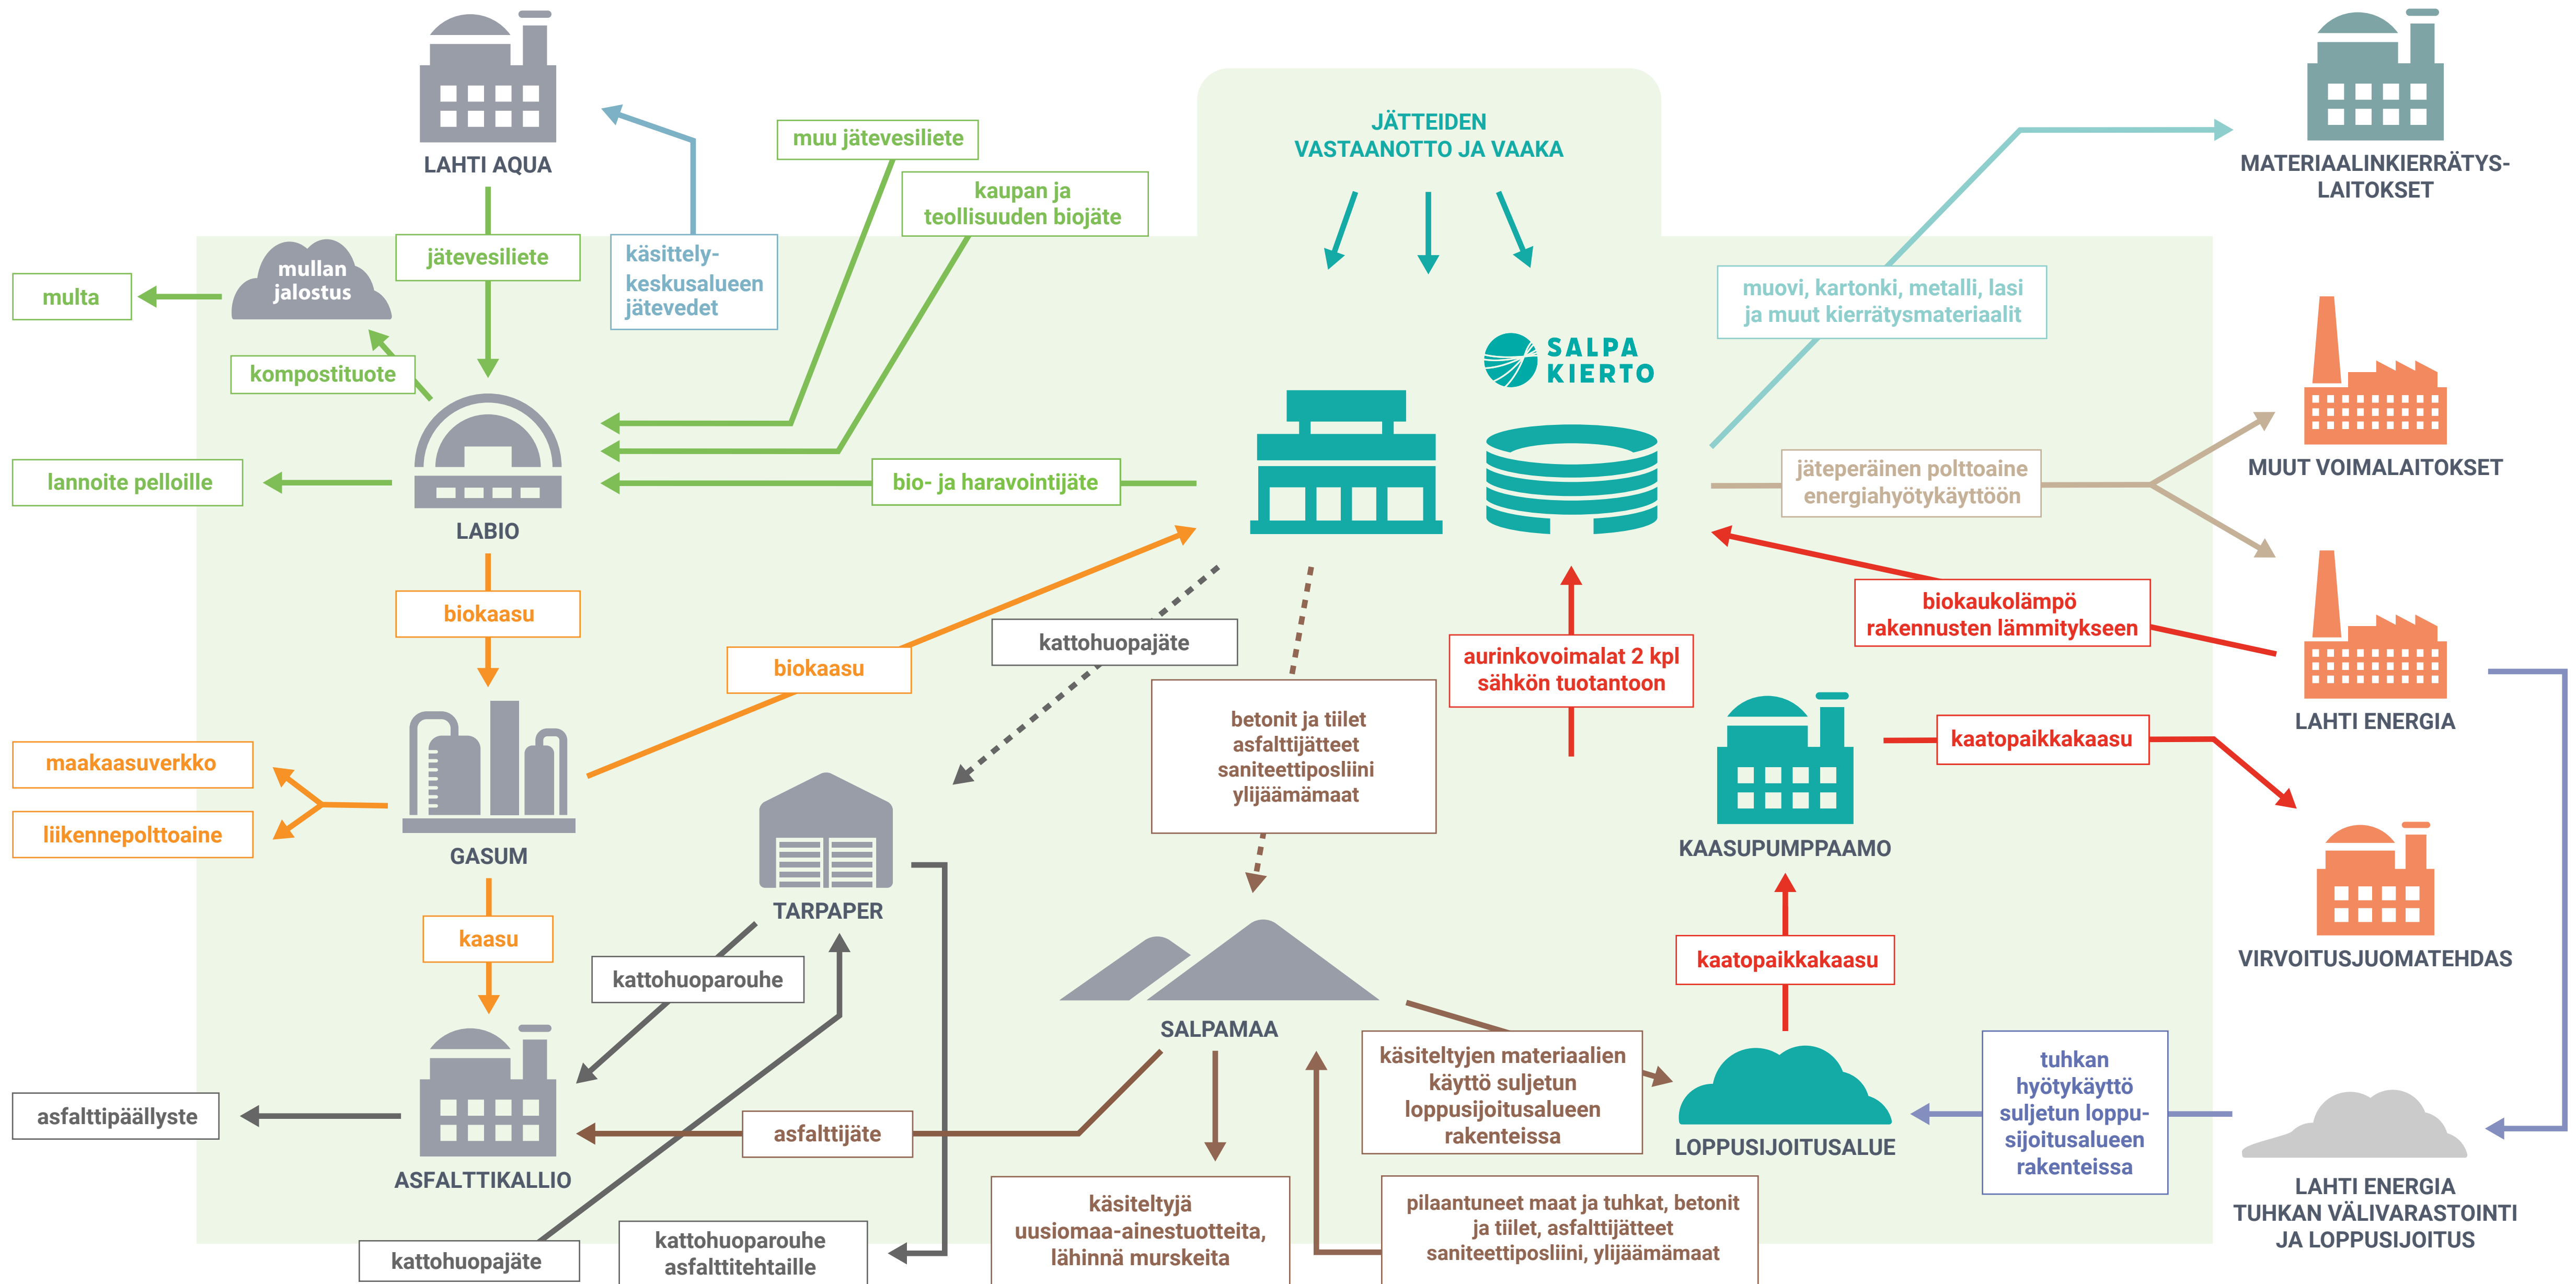 LAHTI AQUA
muu jätevesiliete
kaupan ja
teollisuuden biojäte
JÄTTEIDEN
VASTAANOTTO JA VAAKA
MATERIAALINKIERRÄTYS-
LAITOKSET
mullan
jalostus
multa
jätevesiliete
käsittely-
keskusalueen
jätevedet
kompostituote
SALPA
KIERTO
muovi, kartonki, metalli, lasi
ja muut kierrätysmateriaalit
lannoite pelloille
LABIO
bio- ja haravointijäte
jäteperäinen polttoaine
energiahyötykäyttöön
MUUT VOIMALAITOKSET
biokaasu
biokaasu
kattohuopajäte
betonit ja tiilet
asfalttijätteet
saniteettiposliini
ylijäämämaat
aurinkovoimalat 2 kpl
sähkön tuotantoon
biokaukolämpö
rakennusten lämmitykseen
LAHTI ENERGIA
maakaasuverkko
liikennepolttoaine
GASUM
kaatopaikkakaasu
KAASUPUMPPAAMO
TARPAPER
kaasu
kattohuoparouhe
kaatopaikkakaasu
VIRVOITUSJUOMATEHDAS
SALPAMAA
käsiteltyjen materiaalien
käyttö suljetun
loppusijoitusalueen
rakenteissa
LOPPUSIJOITUSALUE
tuhkan
hyötykäyttö
suljetun loppu-
sijoitusalueen
rakenteissa
asfalttipäällyste
ASFALTTIKALLIO
asfalttijäte
LAHTI ENERGIA
TUHKAN VÄLIVARASTOINTI
JA LOPPUSIJOITUS
kattohuopajäte
kattohuoparouhe
asfalttitehtaille
käsiteltyjä
uusiomaa-ainestuotteita,
lähinnä murskeita
pilaantuneet maat ja tuhkat, betonit
ja tiilet, asfalttijätteet
saniteettiposliini, ylijäämämaat